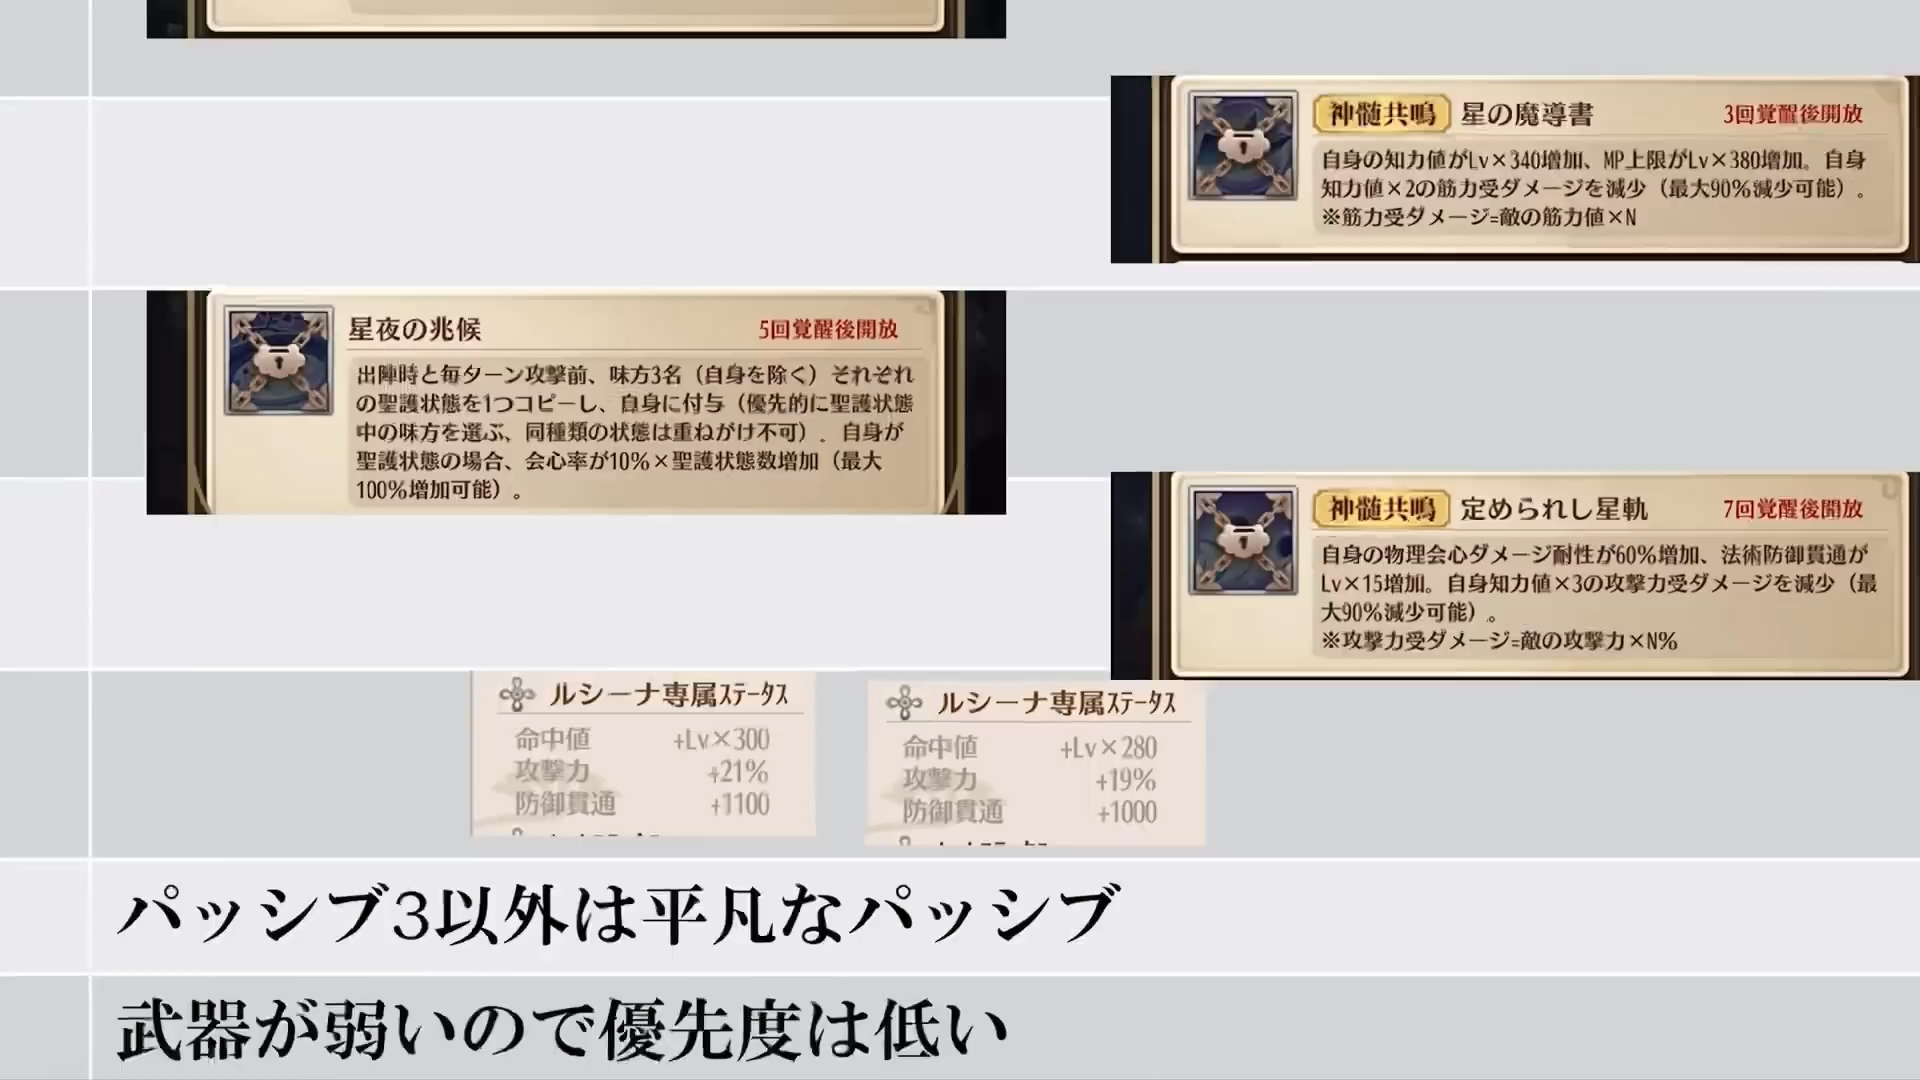 神髄共鳴 星の魔導書 3回覚醒後開放
自身の知力値がLv×340増加、MP上限がLv×380増加。自身
知力値×2の筋力受ダメージを減少（最大90%減少可能）。
※筋力受ダメージ=敵の筋力値×N
星夜の兆候 5回覚醒後開放
出陣時と毎ターン攻撃前、味方3名（自身を除く）それぞれ
の聖護状態を1つコピーし、自身に付与（優先的に聖護状態
中の味方を選ぶ、同種類の状態は重ねがけ不可）。自身が
聖護状態の場合、会心率が10%×聖護状態数増加（最大
100%増加可能）。
神髄共鳴 定められし星軌 7回覚醒後開放
自身の物理会心ダメージ耐性が60%増加、法術防御貫通が
Lv×15増加。自身知力値×3の攻撃力受ダメージを減少（最
大90%減少可能）。
※攻撃力受ダメージ=敵の攻撃力×N%
ルシーナ専属ステータス
命中値 +Lv×300
攻撃力 +21%
防御貫通 +1100
ルシーナ専属ステータス
命中値 +Lv×280
攻撃力 +19%
防御貫通 +1000
パッシブ3以外は平凡なパッシブ
武器が弱いので優先度は低い